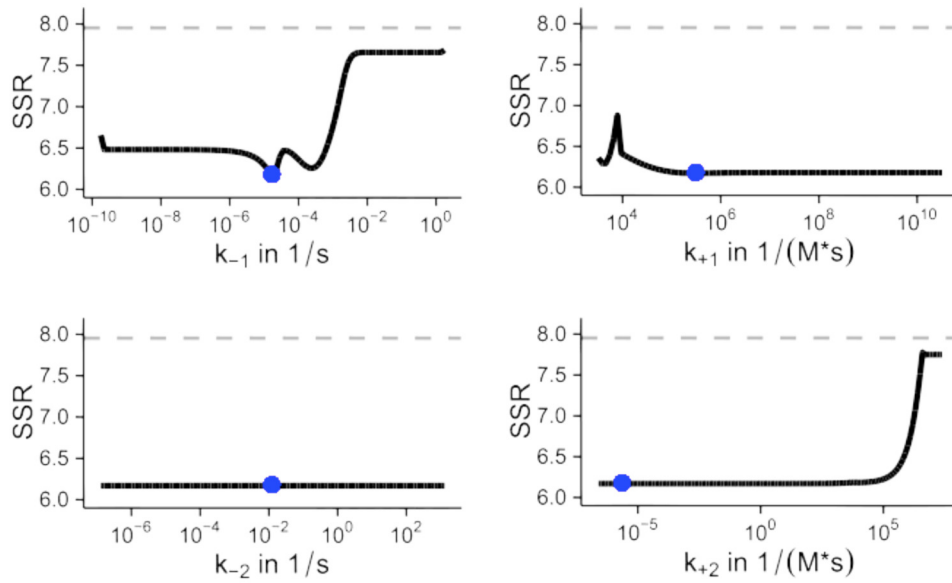 8.0
7.5
7.0
6.5
6.0
SSR
10⁻¹⁰ 10⁻⁸ 10⁻⁶ 10⁻⁴ 10⁻² 10⁰
k₋₁ in 1/s
8.0
7.5
7.0
6.5
6.0
SSR
10⁴ 10⁶ 10⁸ 10¹⁰
k₊₁ in 1/(M*s)
8.0
7.5
7.0
6.5
6.0
SSR
10⁻⁶ 10⁻⁴ 10⁻² 10⁰ 10²
k₋₂ in 1/s
8.0
7.5
7.0
6.5
6.0
SSR
10⁻⁵ 10⁰ 10⁵
k₊₂ in 1/(M*s)